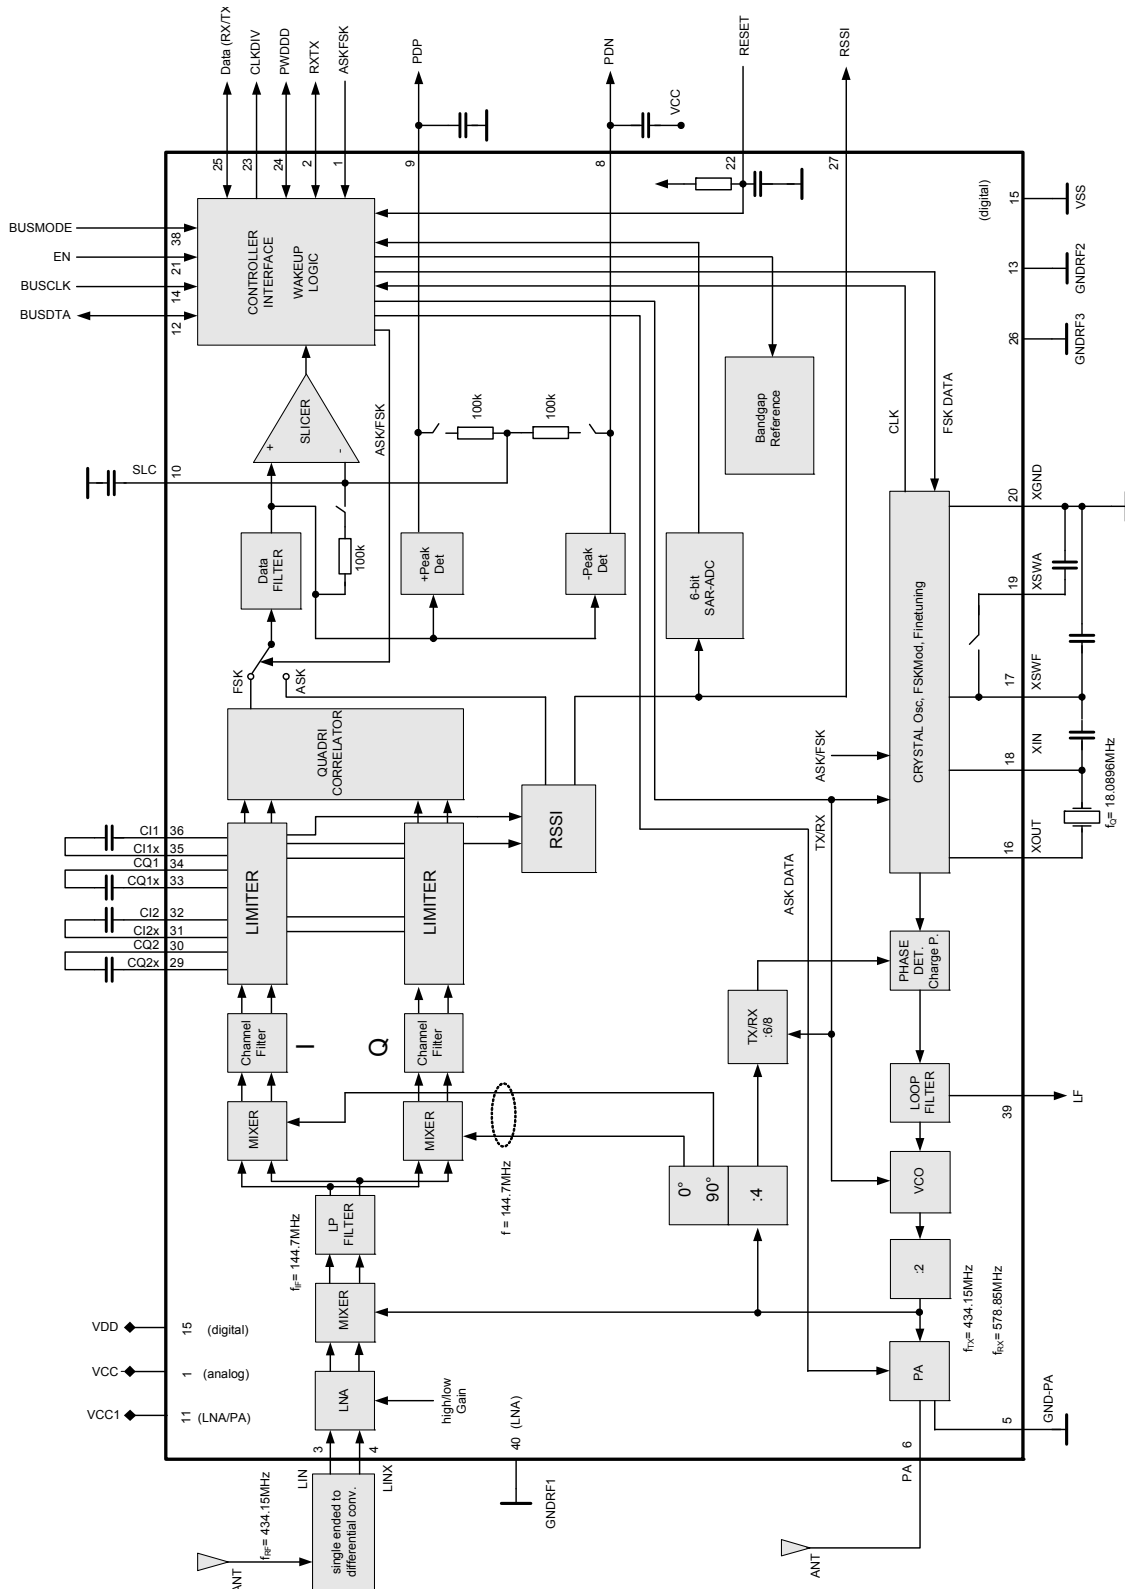 Data (RX/TX
CLKDIV
PWDDD
RXTX
ASKFSK
PDP
PDN
VCC
RESET
RSSI
25
23
24
2
1
9
8
22
27
BUSMODE
38
EN
21
BUSCLK
14
BUSDTA
12
CONTROLLER
INTERFACE
WAKEUP
LOGIC
(digital)
15
VSS
13
GNDRF2
26
GNDRF3
SLICER
+
-
ASK/FSK
100k
100k
Bandgap
Reference
CLK
FSK DATA
SLC
10
Data
FILTER
100k
+Peak
Det
-Peak
Det
6-bit
SAR-ADC
CRYSTAL Osc, FSKMod, Finetuning
20
XGND
19
XSWA
17
XSWF
18
XIN
16
XOUT
fQ= 18.0896MHz
FSK
ASK
QUADRI
CORRELATOR
RSSI
ASK/FSK
TX/RX
ASK DATA
CI1
36
CI1x
35
CQ1
34
CQ1x
33
CI2
32
CI2x
31
CQ2
30
CQ2x
29
LIMITER
LIMITER
PHASE
DET.
Charge P.
TX/RX
:6/8
Channel
Filter
I
Q
Channel
Filter
LOOP
FILTER
39
LF
MIXER
MIXER
f = 144.7MHz
0°
90°
:4
VCO
LP
FILTER
fIF= 144.7MHz
:2
fTX= 434.15MHz
fRX= 578.85MHz
MIXER
VDD
15
(digital)
VCC
1
(analog)
VCC1
11
(LNA/PA)
LNA
high/low
Gain
PA
3
4
LIN
LINX
40
(LNA)
GNDRF1
6
PA
5
GND-PA
single ended to
differential conv.
fRF= 434.15MHz
ANT
ANT